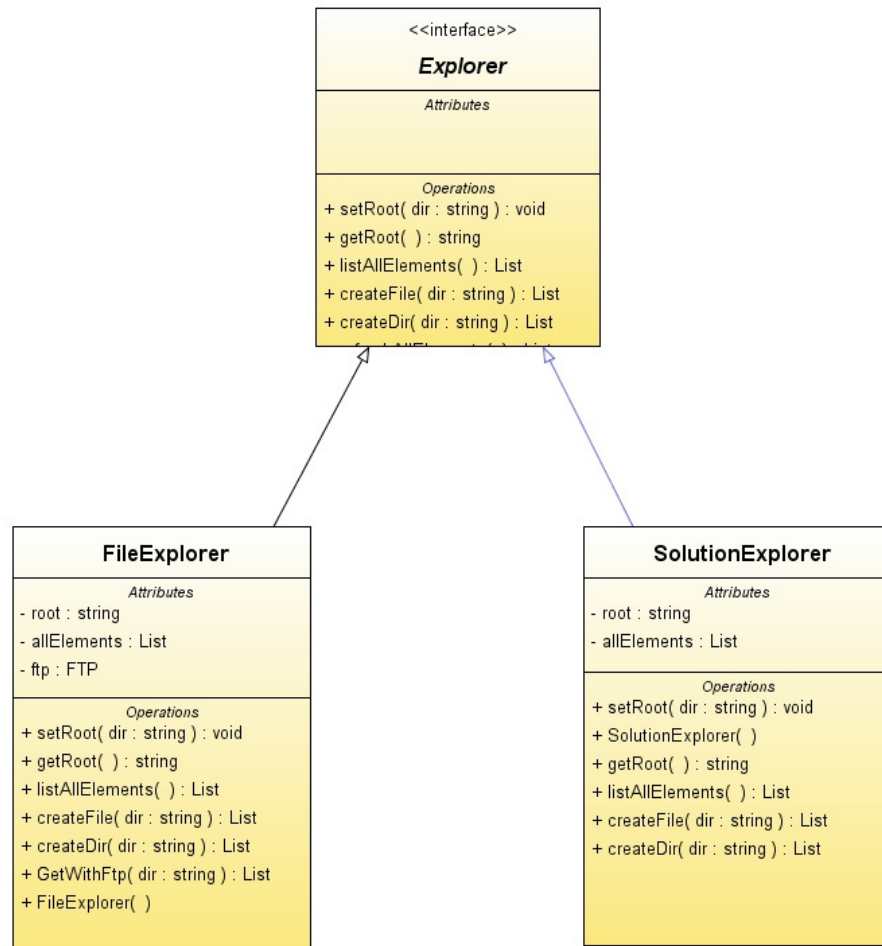 <<interface>>
Explorer
Attributes
Operations
+ setRoot( dir : string ) : void
+ getRoot( ) : string
+ listAllElements( ) : List
+ createFile( dir : string ) : List
+ createDir( dir : string ) : List
FileExplorer
Attributes
- root : string
- allElements : List
- ftp : FTP
Operations
+ setRoot( dir : string ) : void
+ getRoot( ) : string
+ listAllElements( ) : List
+ createFile( dir : string ) : List
+ createDir( dir : string ) : List
+ GetWithFtp( dir : string ) : List
+ FileExplorer( )
SolutionExplorer
Attributes
- root : string
- allElements : List
Operations
+ setRoot( dir : string ) : void
+ SolutionExplorer( )
+ getRoot( ) : string
+ listAllElements( ) : List
+ createFile( dir : string ) : List
+ createDir( dir : string ) : List